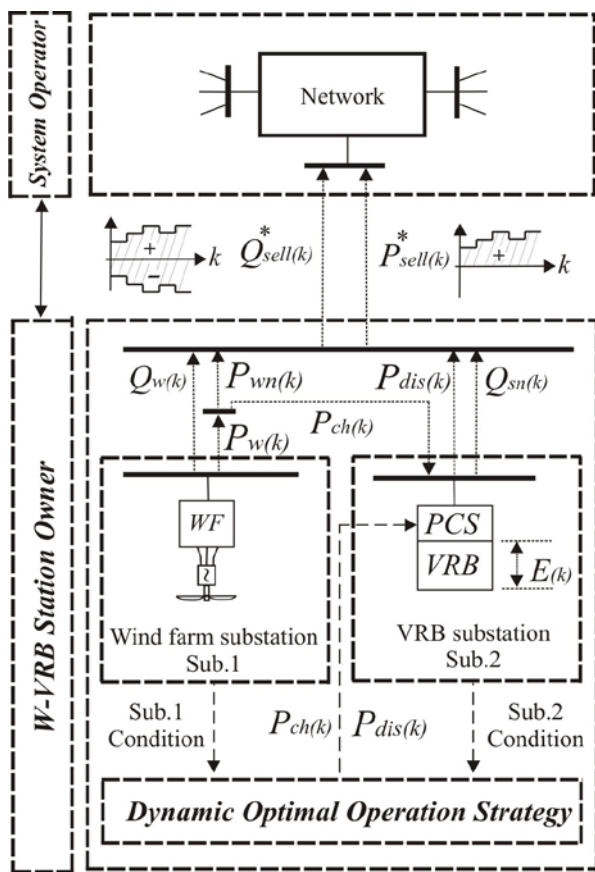 System Operator
Network
+
−
k
Q*sell(k)
P*sell(k)
+
k
W-VRB Station Owner
Qw(k)
Pwn(k)
Pdis(k)
Qsn(k)
Pch(k)
Pw(k)
WF
~
PCS
VRB
E(k)
Wind farm substation
Sub.1
VRB substation
Sub.2
Sub.1
Condition
Pch(k)
Pdis(k)
Sub.2
Condition
Dynamic Optimal Operation Strategy